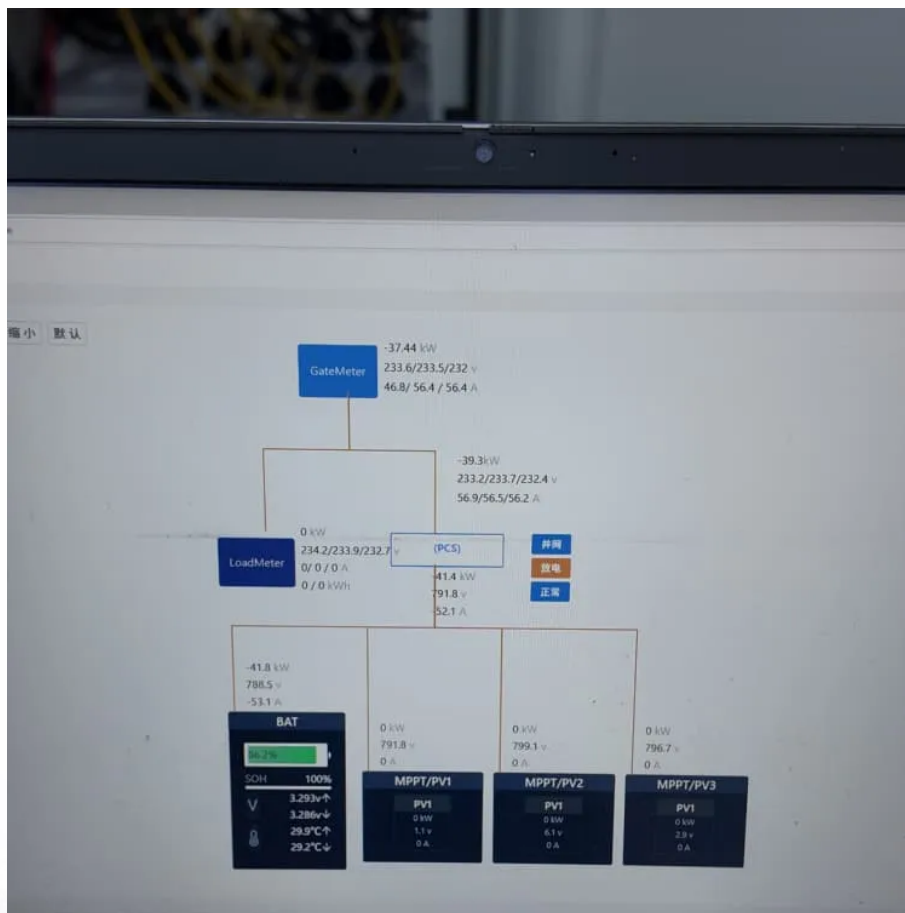 缩小 默认
GateMeter
-37.44 kW
233.6/233.5/232 v
46.8/ 56.4 / 56.4 A
-39.3kW
233.2/233.7/232.4 v
56.9/56.5/56.2 A
LoadMeter
0 kW
234.2/233.9/232.7 v
0/ 0 / 0 A
0 / 0 kWh
(PCS)
-41.4 kW
791.8 v
-52.1 A
并网
放电
正常
-41.8 kW
788.5 v
-53.1 A
BAT
86.2%
SOH 100%
V
3.293v↑
3.286v↓
29.9℃↑
29.2℃↓
0 kW
791.8 v
0 A
MPPT/PV1
PV1
0 kW
1.1 v
0 A
0 kW
799.1 v
0 A
MPPT/PV2
PV1
0 kW
6.1 v
0 A
0 kW
796.7 v
0 A
MPPT/PV3
PV1
0 kW
2.9 v
0 A